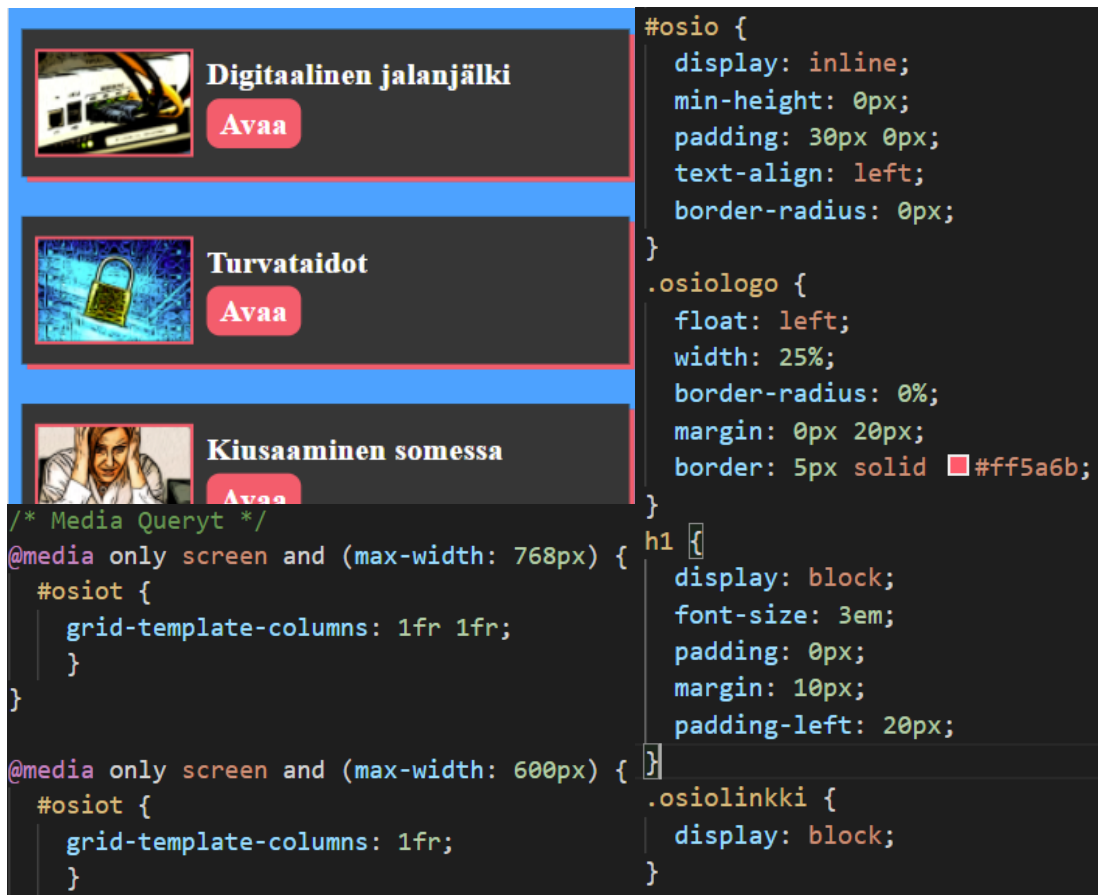 Digitaalinen jalanjälki
Avaa
Turvataidot
Avaa
Kiusaaminen somessa
Avaa
/* Media Queryt */
@media only screen and (max-width: 768px) {
#osiot {
grid-template-columns: 1fr 1fr;
}
}
@media only screen and (max-width: 600px) {
#osiot {
grid-template-columns: 1fr;
}
#osio {
display: inline;
min-height: 0px;
padding: 30px 0px;
text-align: left;
border-radius: 0px;
}
.osiologo {
float: left;
width: 25%;
border-radius: 0%;
margin: 0px 20px;
border: 5px solid #ff5a6b;
}
h1 {
display: block;
font-size: 3em;
padding: 0px;
margin: 10px;
padding-left: 20px;
}
.osiolinkki {
display: block;
}